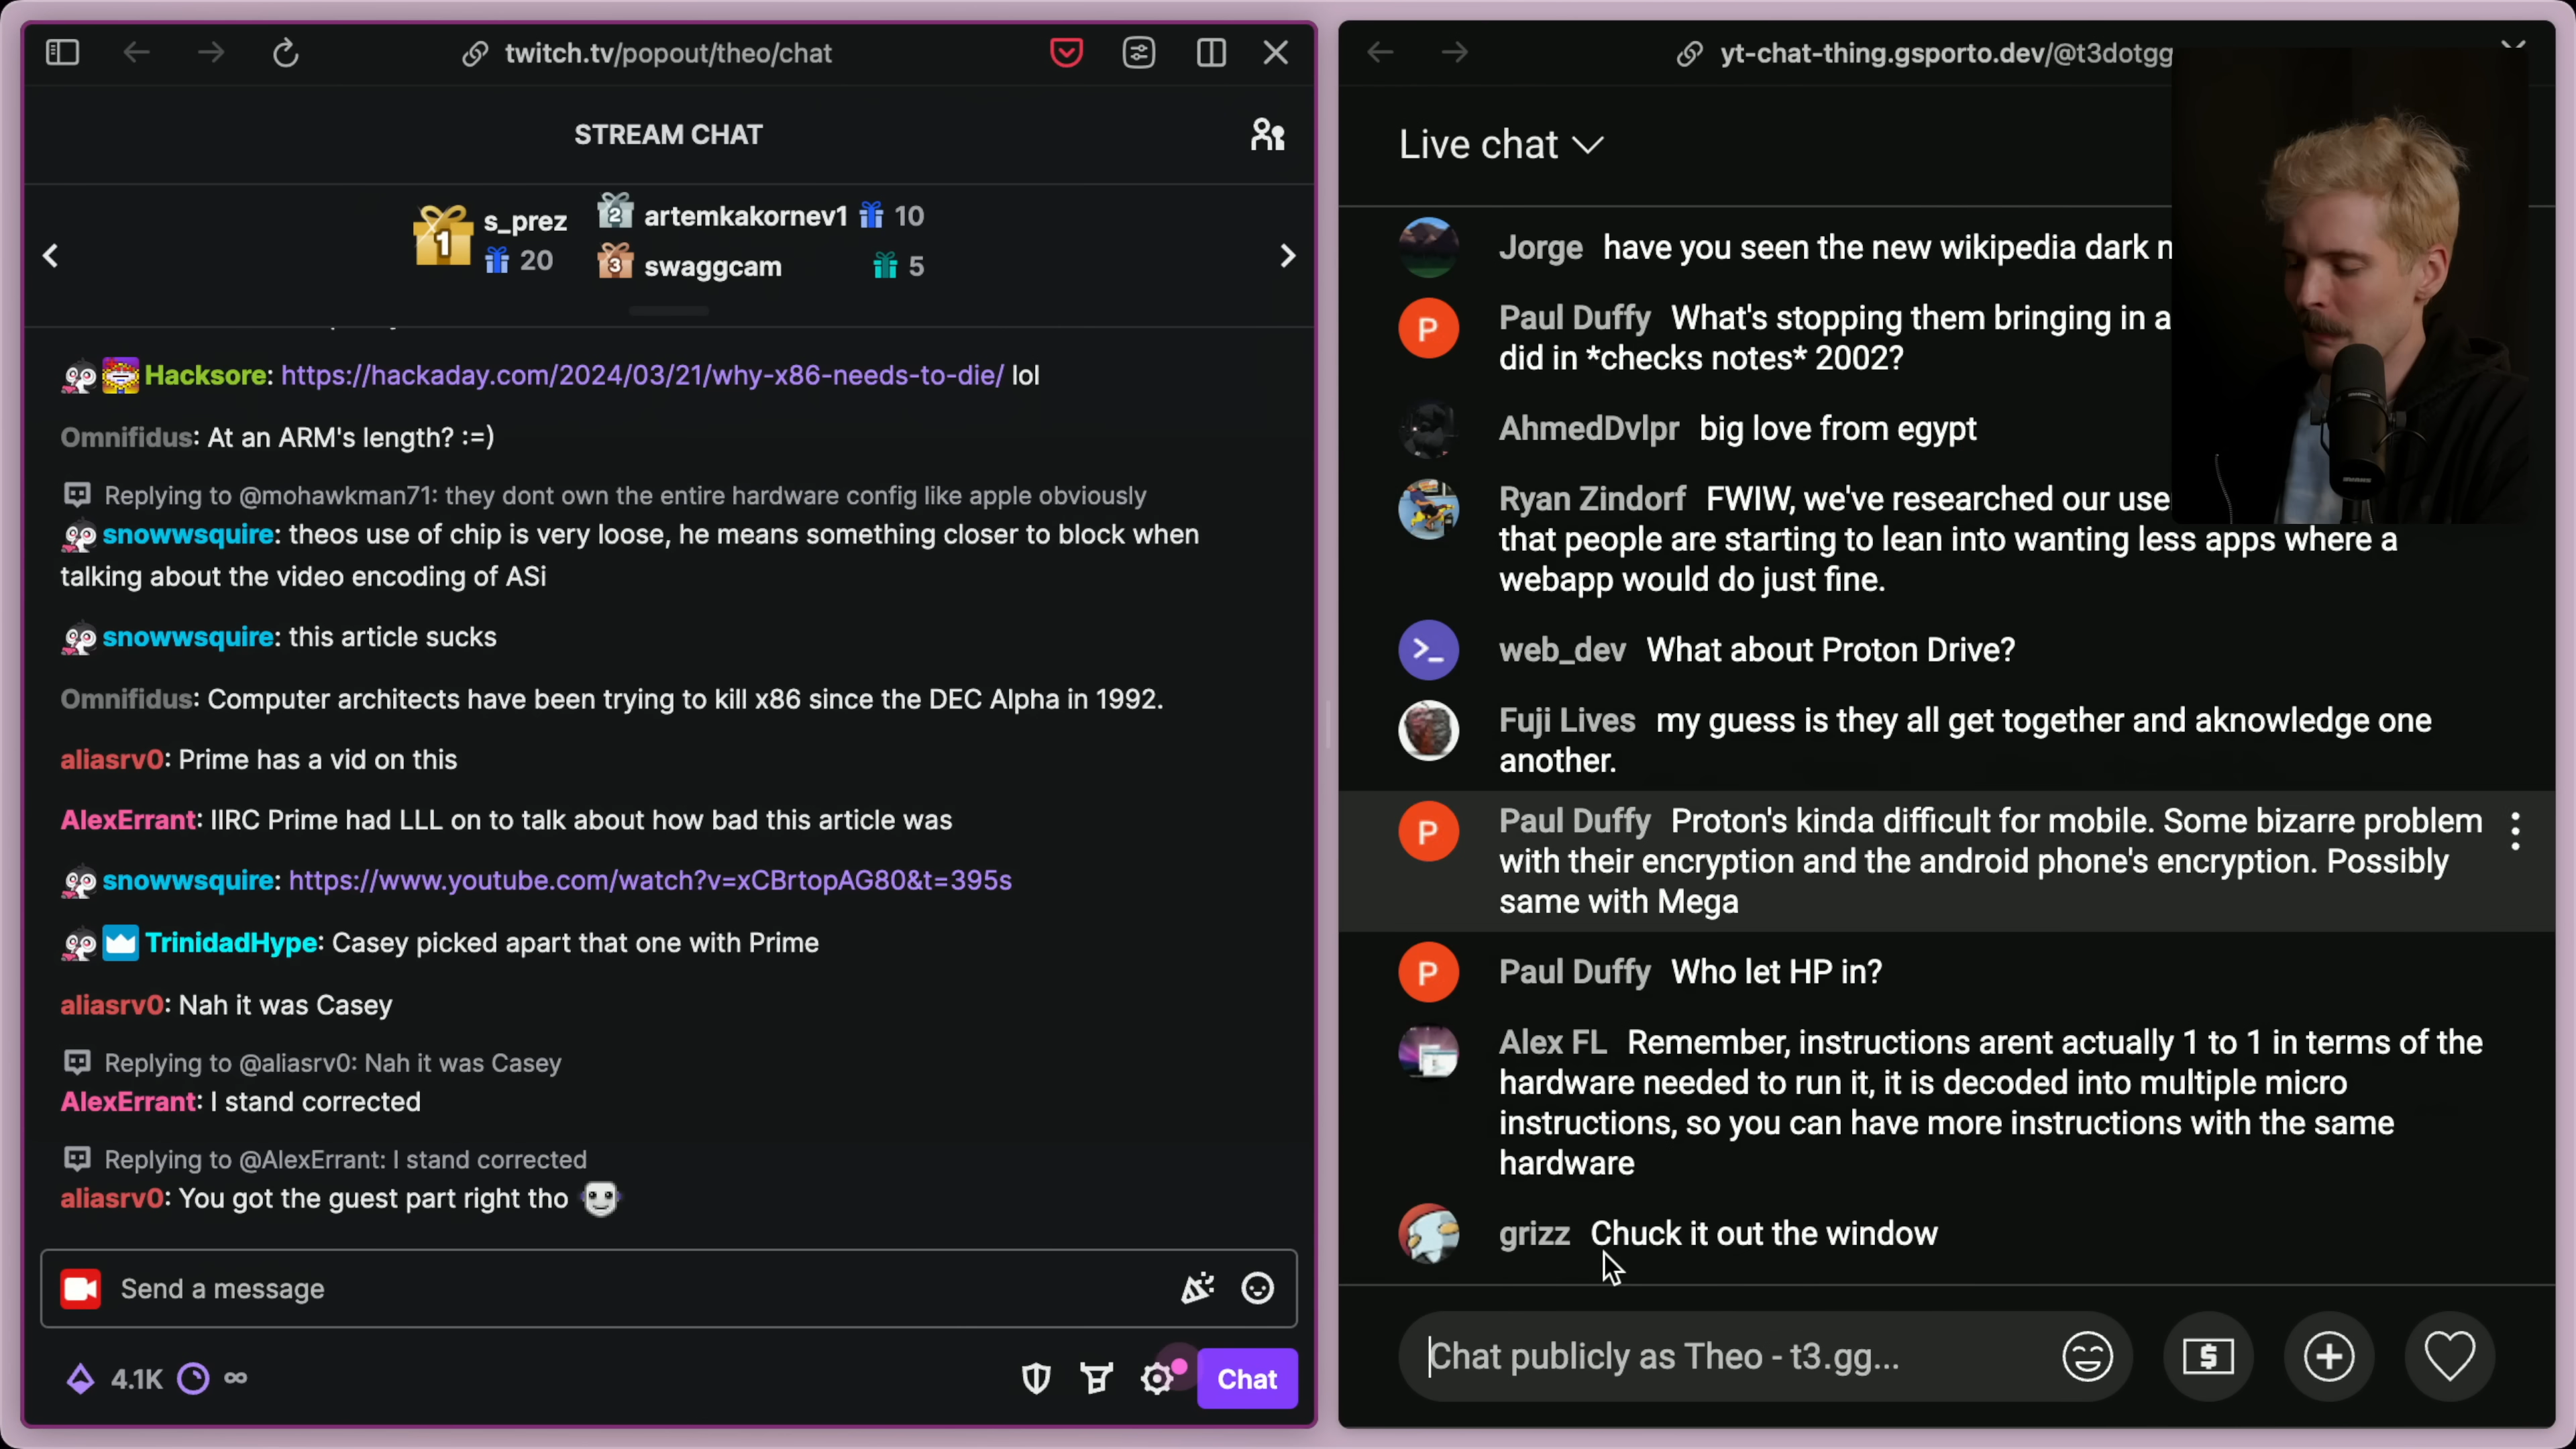 twitch.tv/popout/theo/chat
STREAM CHAT
1
s_prez
20
2
artemkakornev1
10
3
swaggcam
5
Hacksore: https://hackaday.com/2024/03/21/why-x86-needs-to-die/ lol
Omnifidus: At an ARM's length? :=)
Replying to @mohawkman71: they dont own the entire hardware config like apple obviously
snowwsquire: theos use of chip is very loose, he means something closer to block when
talking about the video encoding of ASi
snowwsquire: this article sucks
Omnifidus: Computer architects have been trying to kill x86 since the DEC Alpha in 1992.
aliasrv0: Prime has a vid on this
AlexErrant: IIRC Prime had LLL on to talk about how bad this article was
snowwsquire: https://www.youtube.com/watch?v=xCBrtopAG80&t=395s
TrinidadHype: Casey picked apart that one with Prime
aliasrv0: Nah it was Casey
Replying to @aliasrv0: Nah it was Casey
AlexErrant: I stand corrected
Replying to @AlexErrant: I stand corrected
aliasrv0: You got the guest part right tho
Send a message
4.1K
∞
Chat
yt-chat-thing.gsporto.dev/@t3dotgg
Live chat
Jorge have you seen the new wikipedia dark
P
Paul Duffy What's stopping them bringing in a
did in *checks notes* 2002?
AhmedDvlpr big love from egypt
Ryan Zindorf FWIW, we've researched our use
that people are starting to lean into wanting less apps where a
webapp would do just fine.
>_
web_dev What about Proton Drive?
Fuji Lives my guess is they all get together and aknowledge one
another.
P
Paul Duffy Proton's kinda difficult for mobile. Some bizarre problem
with their encryption and the android phone's encryption. Possibly
same with Mega
P
Paul Duffy Who let HP in?
Alex FL Remember, instructions arent actually 1 to 1 in terms of the
hardware needed to run it, it is decoded into multiple micro
instructions, so you can have more instructions with the same
hardware
grizz Chuck it out the window
Chat publicly as Theo - t3.gg...
$